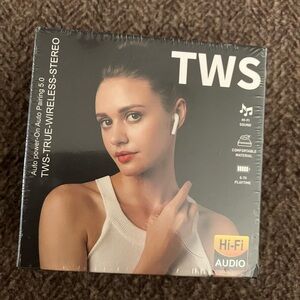 TWS
Auto power-On Auto Pairing 5.0
TWS-TRUE-WIRELESS-STEREO
HI-FI
SOUND
COMFORTABLE
MATERIAL
PLAYTIME
Hi-Fi
AUDIO